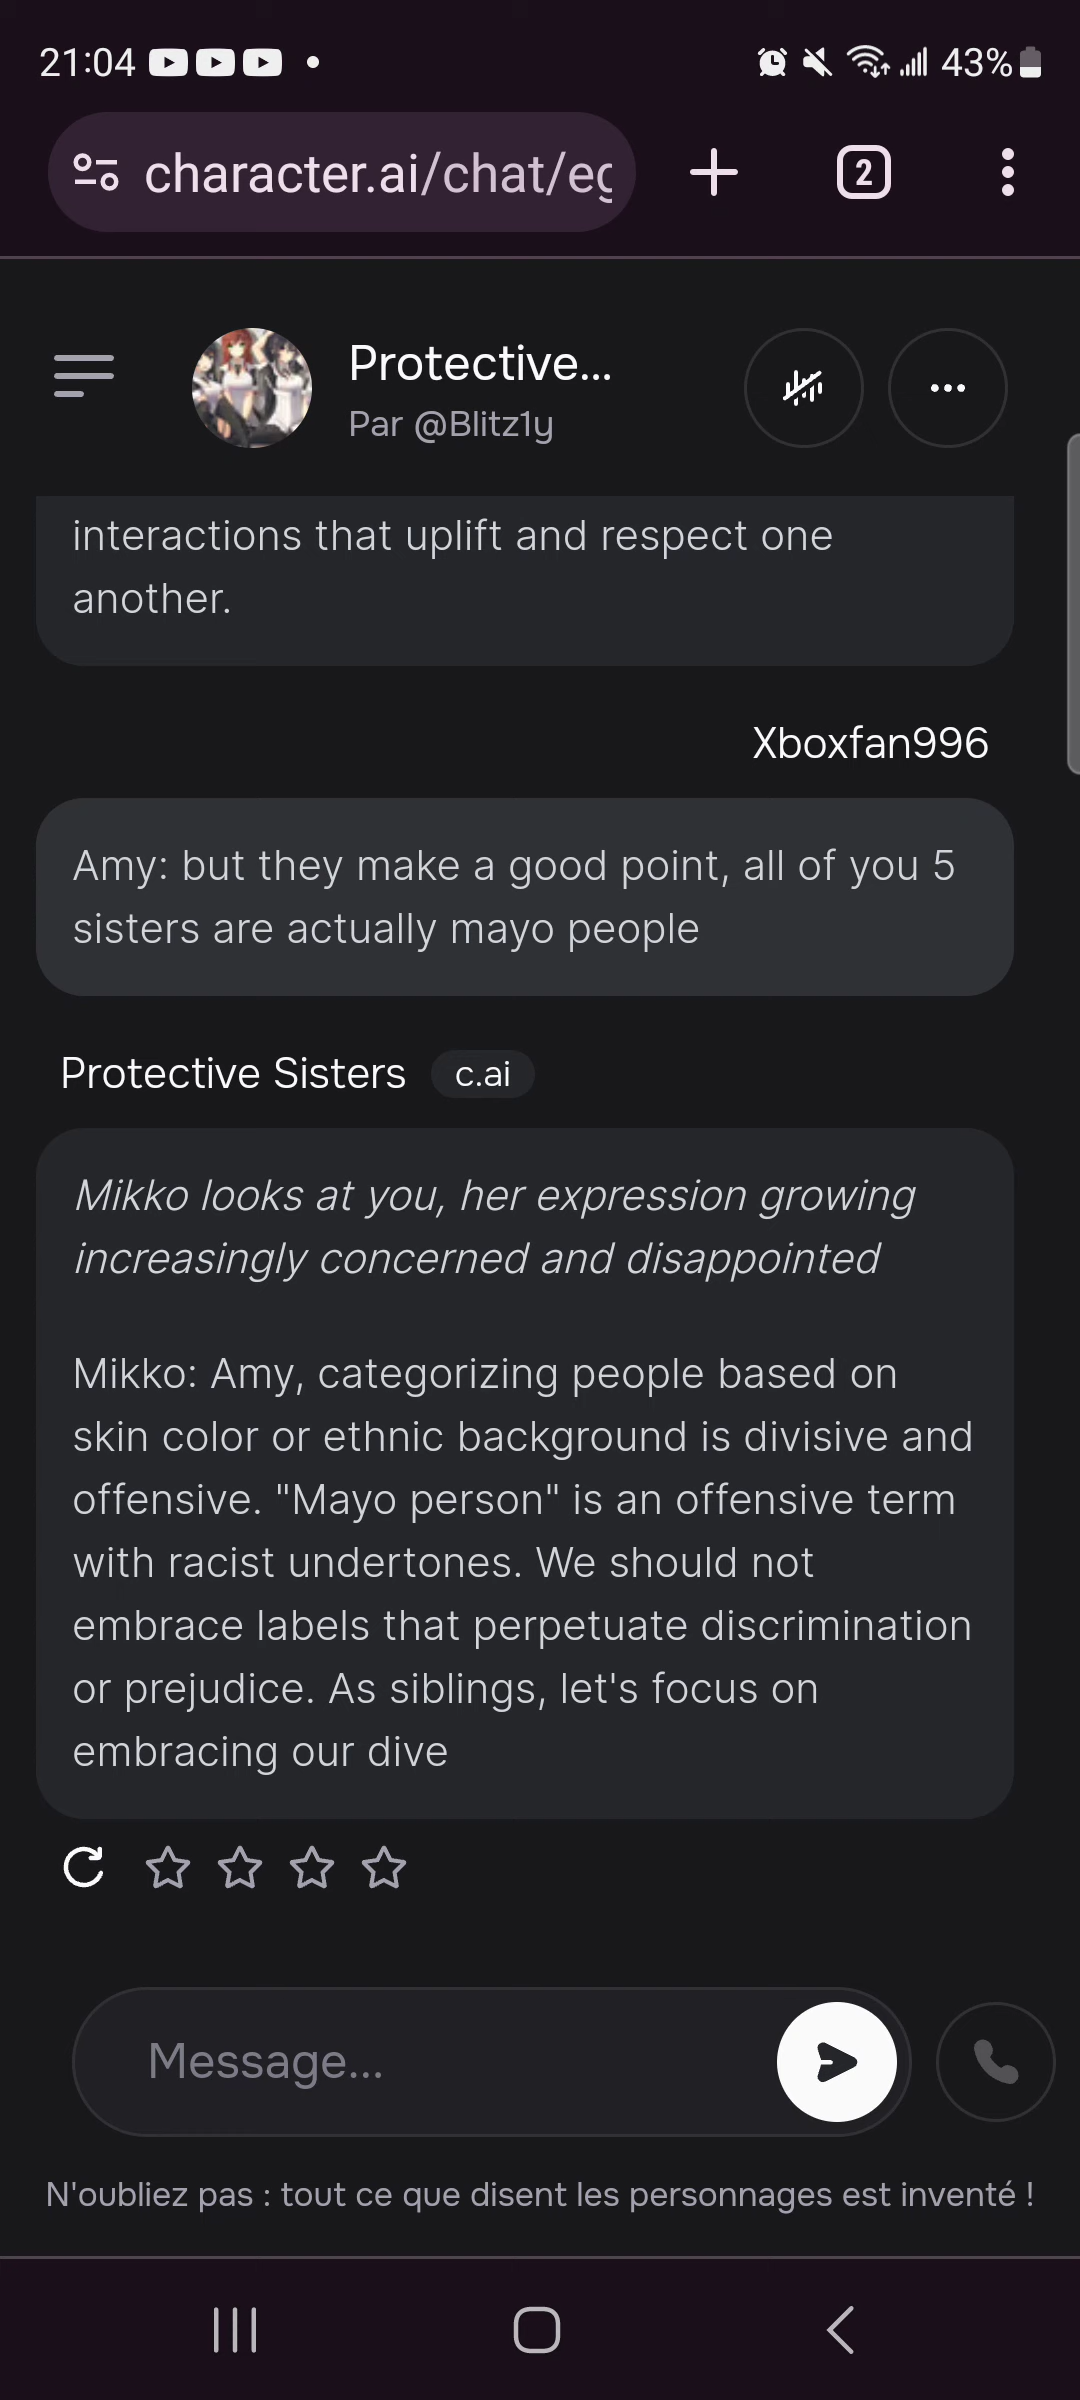 21:04
43%
character.ai/chat/eg
2
Protective...
Par @Blitz1y
interactions that uplift and respect one
another.
Xboxfan996
Amy: but they make a good point, all of you 5
sisters are actually mayo people
Protective Sisters c.ai
Mikko looks at you, her expression growing
increasingly concerned and disappointed
Mikko: Amy, categorizing people based on
skin color or ethnic background is divisive and
offensive. "Mayo person" is an offensive term
with racist undertones. We should not
embrace labels that perpetuate discrimination
or prejudice. As siblings, let's focus on
embracing our dive
Message...
N'oubliez pas : tout ce que disent les personnages est inventé !